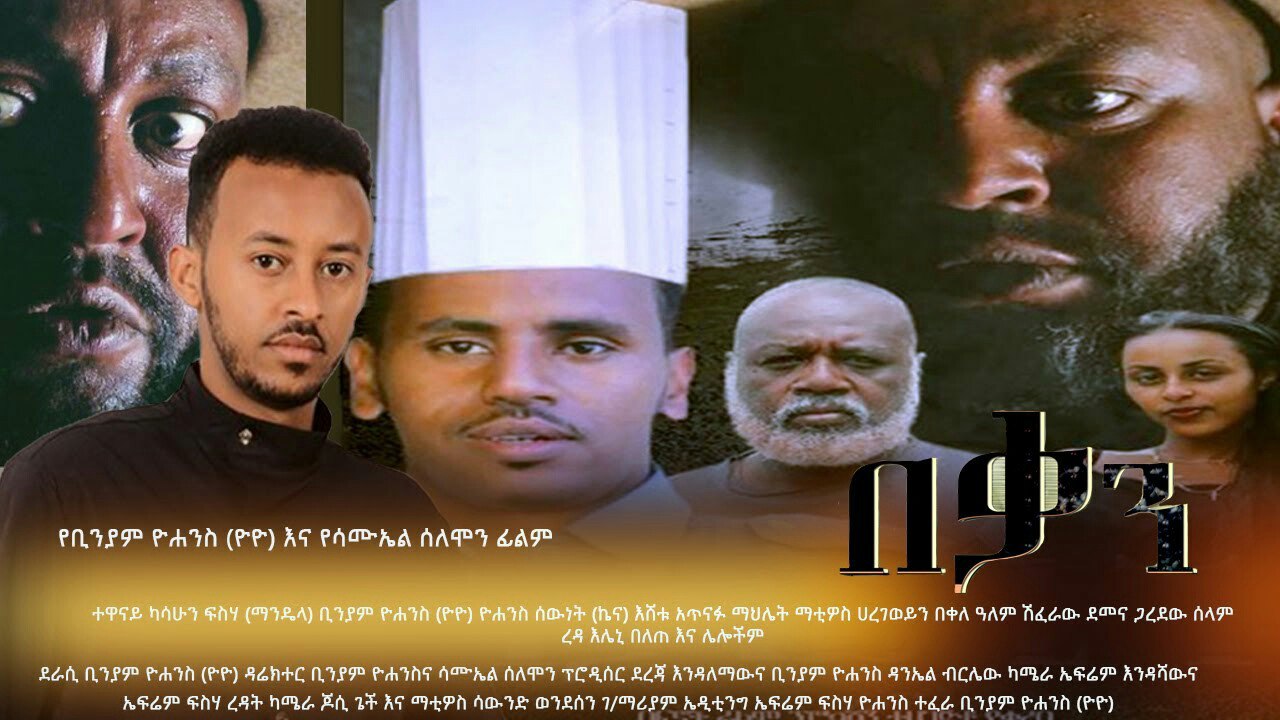 በቃን
የቢንያም ዮሐንስ (ዮዮ) እና የሳሙኤል ሰለሞን ፊልም
ተዋናይ ካሳሁን ፍስሃ (ማንዴላ) ቢንያም ዮሐንስ (ዮዮ) ዮሐንስ ሰውነት (ኬና) እሸቱ አጥናፉ ማህሌት ማቲዎስ ሀረገወይን በቀለ ዓለም ሽፈራው ደመና ጋረደው ሰላም
ረዳ እሌኒ በለጠ እና ሌሎችም
ደራሲ ቢንያም ዮሐንስ (ዮዮ) ዳሬክተር ቢንያም ዮሐንስና ሳሙኤል ሰለሞን ፕሮዲሰር ደረጃ እንዳለማውና ቢንያም ዮሐንስ ዳንኤል ብርሌው ካሜራ ኤፍሬም እንዳሻውና
ኤፍሬም ፍስሃ ረዳት ካሜራ ጆሲ ጌች እና ማቲዎስ ሳውንድ ወንደሰን ገ/ማሪያም ኤዲቲንግ ኤፍሬም ፍስሃ ዮሐንስ ተፈራ ቢንያም ዮሐንስ (ዮዮ)